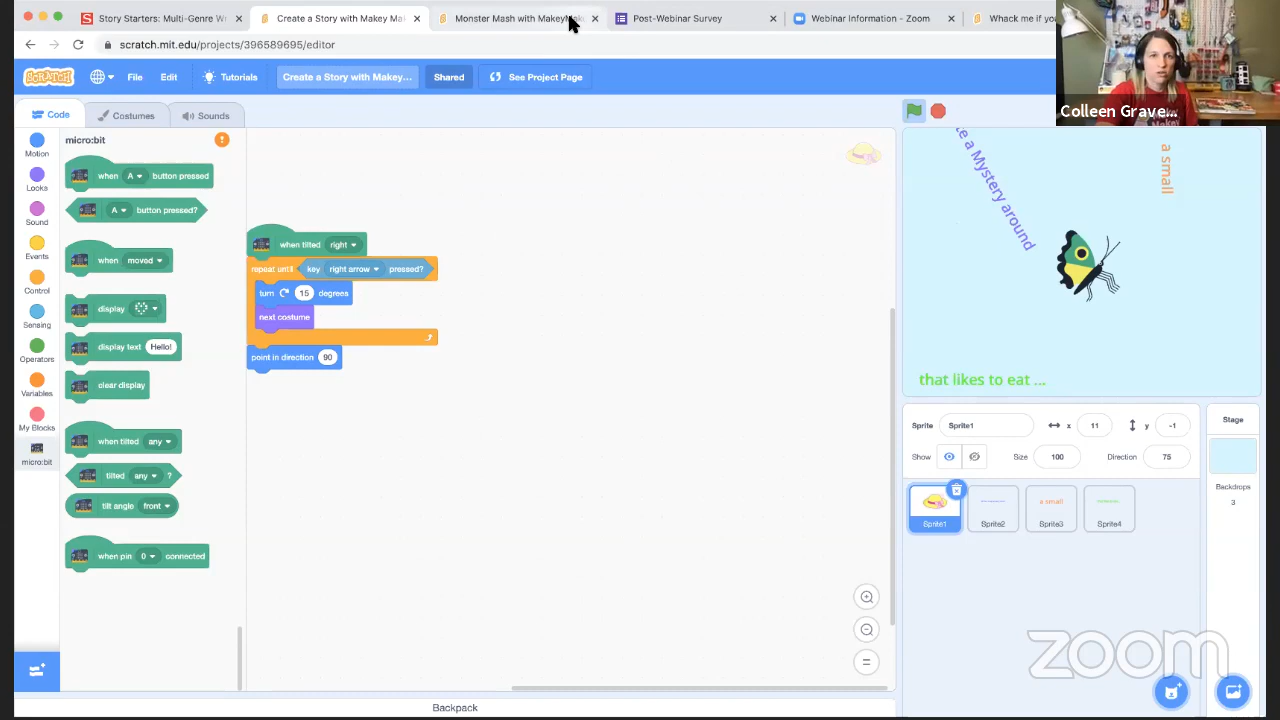 Story Starters: Multi-Genre Wr
Create a Story with Makey Ma
Monster Mash with Makey
Post-Webinar Survey
Webinar Information - Zoom
Whack me if yo
scratch.mit.edu/projects/396589695/editor
SCRATCH
File
Edit
Tutorials
Create a Story with Makey...
Shared
See Project Page
Colleen Grave...
Code
Costumes
Sounds
Motion
Looks
Sound
Events
Control
Sensing
Operators
Variables
My Blocks
micro:bit
micro:bit
when A button pressed
A button pressed?
when moved
display
display text Hello!
clear display
when tilted any
tilted any ?
tilt angle front
when pin 0 connected
when tilted right
repeat until key right arrow pressed?
turn 15 degrees
next costume
point in direction 90
e a Mystery around
a small
that likes to eat ...
Sprite Sprite1 x 11 y -1
Show Size 100 Direction 75
Sprite1
Sprite2
a small
Sprite3
Sprite4
Stage
Backdrops
3
zoom
Backpack